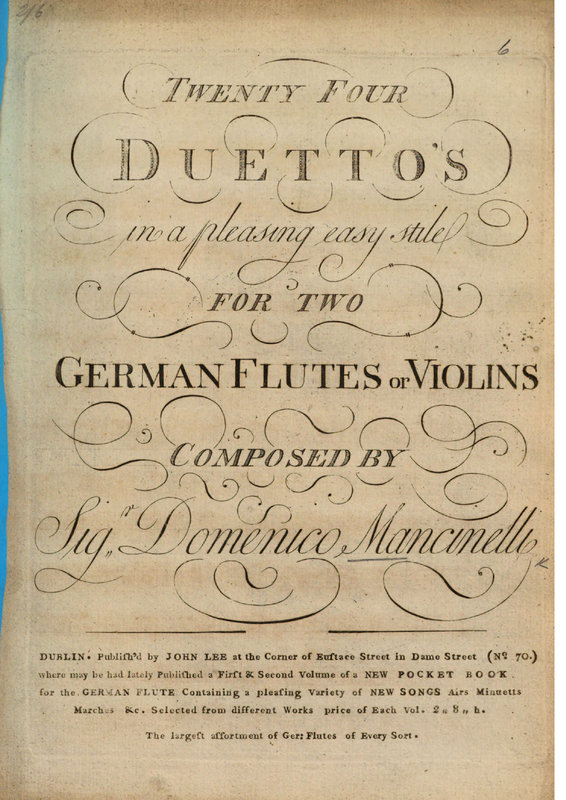 216
6
TWENTY FOUR
DUETTO'S
in a pleasing easy stile
FOR TWO
GERMAN FLUTES or VIOLINS
COMPOSED BY
Sig.r Domenico Mancinelli
DUBLIN. Publiſh'd by JOHN LEE at the Corner of Euſtace Street in Dame Street (No. 70.)
where may be had lately Publiſhed a Firſt & Second Volume of a NEW POCKET BOOK.
for the GERMAN FLUTE Containing a pleaſing Variety of NEW SONGS Airs Minuetts
Marches &c. Selected from different Works price of Each Vol. 2,, 8,, h.
The largeſt aſſortment of Ger: Flutes of Every Sort.